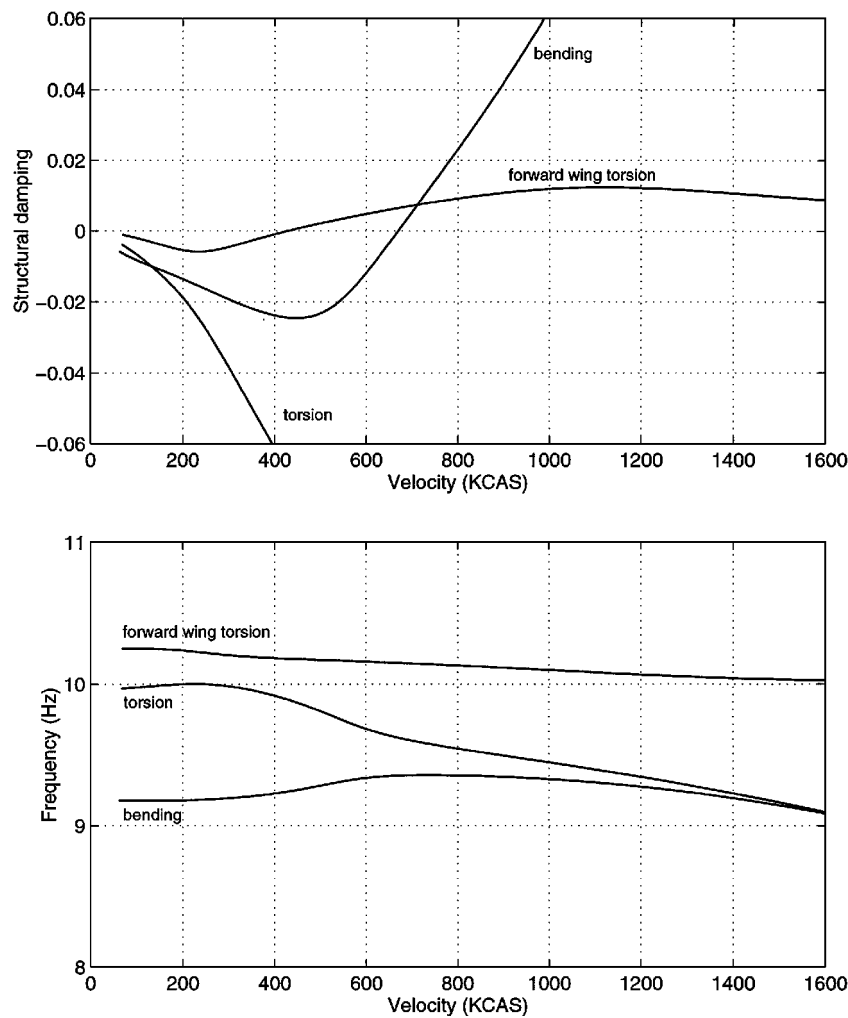 0.06
0.04
0.02
0
−0.02
−0.04
−0.06
Structural damping
bending
forward wing torsion
torsion
0 200 400 600 800 1000 1200 1400 1600
Velocity (KCAS)
11
10
9
8
Frequency (Hz)
forward wing torsion
torsion
bending
0 200 400 600 800 1000 1200 1400 1600
Velocity (KCAS)